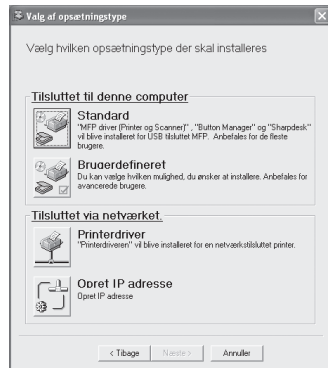 Valg af opsætningstype
Vælg hvilken opsætningtype der skal installeres
Tilsluttet til denne computer
Standard
"MFP driver (Printer og Scanner)", "Button Manager" og "Sharpdesk"
vil blive installeret for USB tilsluttet MFP. Anbefales for de fleste
brugere.
Brugerdefineret
Du kan vælge hvilken mulighed, du ønsker at installere. Anbefales for
avancerede brugere.
Tilsluttet via netværket.
Printerdriver
"Printerdriveren" vil blive installeret for en netværkstilsluttet printer.
Opret IP adresse
Opret IP adresse
< Tibage Næste > Annuller